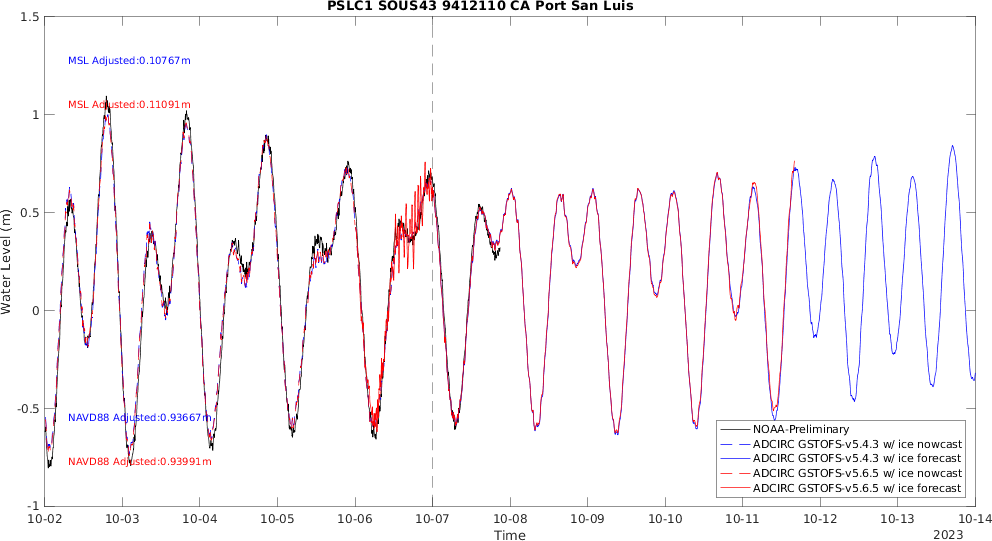 PSLC1 SOUS43 9412110 CA Port San Luis
1.5
MSL Adjusted:0.10767m
MSL Adjusted:0.11091m
1
0.5
Water Level (m)
0
-0.5
NAVD88 Adjusted:0.93667m
NAVD88 Adjusted:0.93991m
-1
NOAA-Preliminary
ADCIRC GSTOFS-v5.4.3 w/ ice nowcast
ADCIRC GSTOFS-v5.4.3 w/ ice forecast
ADCIRC GSTOFS-v5.6.5 w/ ice nowcast
ADCIRC GSTOFS-v5.6.5 w/ ice forecast
10-02 10-03 10-04 10-05 10-06 10-07 10-08 10-09 10-10 10-11 10-12 10-13 10-14
Time
2023